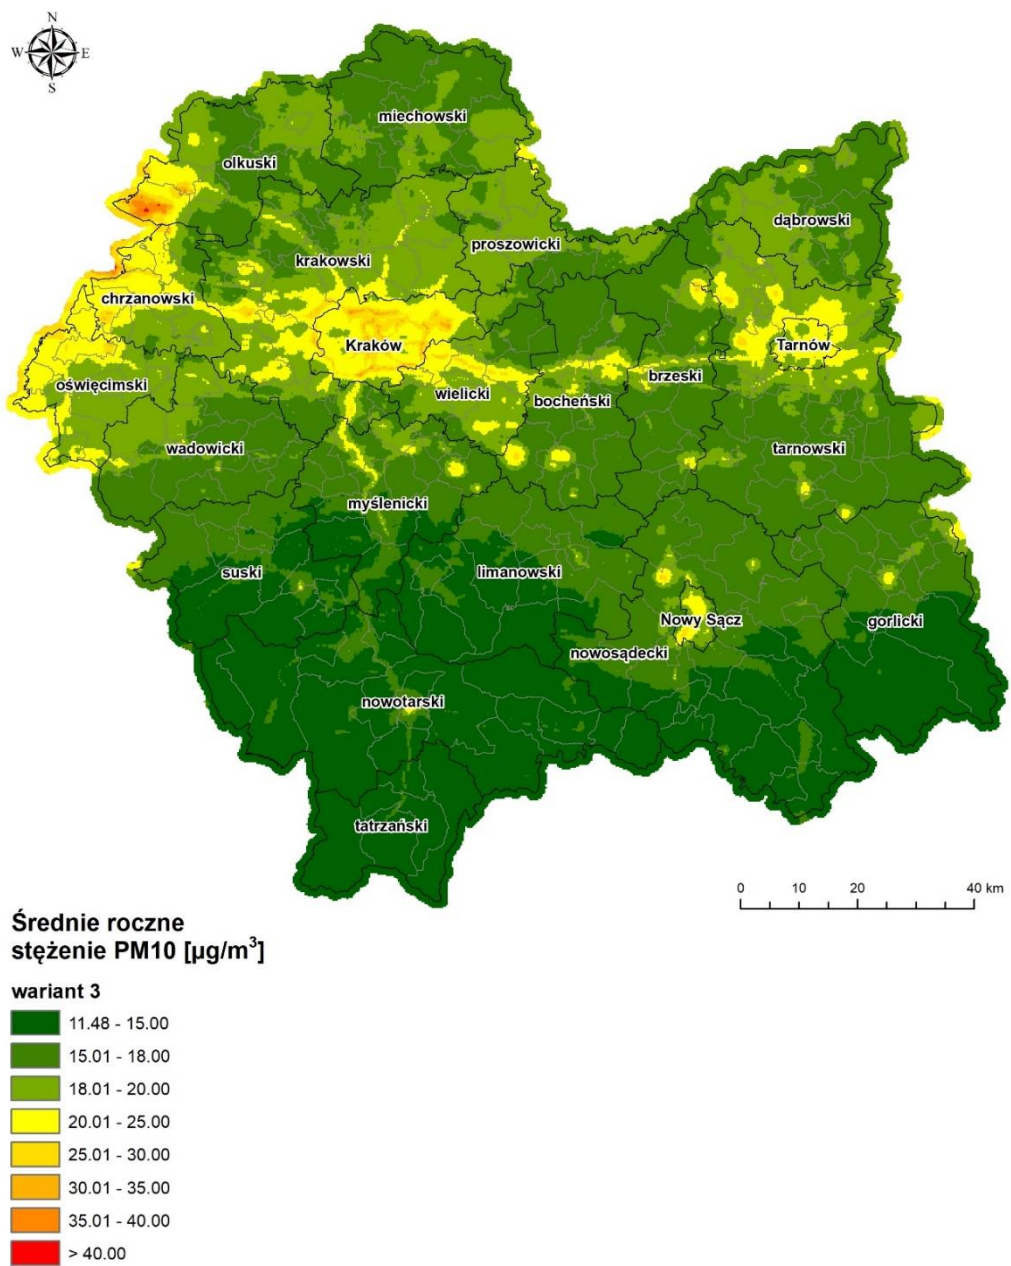 N
W E
S
miechowski
olkuski
dąbrowski
proszowicki
krakowski
chrzanowski
Kraków
Tarnów
brzeski
oświęcimski
wielicki
bocheński
wadowicki
tarnowski
myślenicki
suski
limanowski
Nowy Sącz
gorlicki
nowosądecki
nowotarski
tatrzański
0 10 20 40 km
Średnie roczne
stężenie PM10 [µg/m³]
wariant 3
11.48 - 15.00
15.01 - 18.00
18.01 - 20.00
20.01 - 25.00
25.01 - 30.00
30.01 - 35.00
35.01 - 40.00
> 40.00